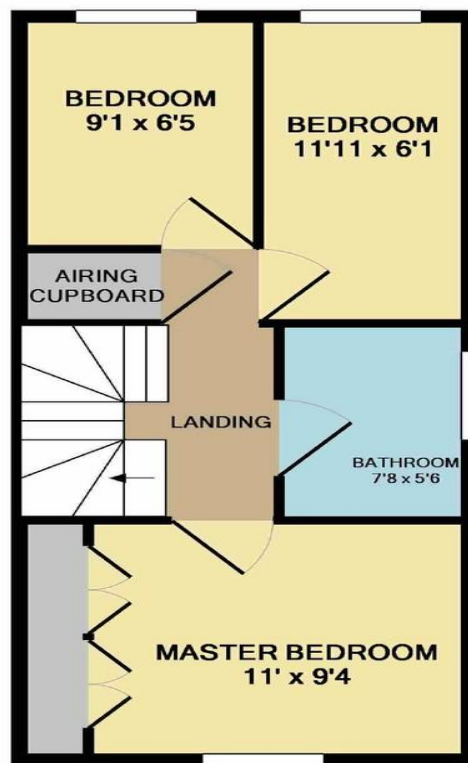 BEDROOM
9'1 x 6'5
BEDROOM
11'11 x 6'1
AIRING
CUPBOARD
LANDING
BATHROOM
7'8 x 5'6
MASTER BEDROOM
11' x 9'4